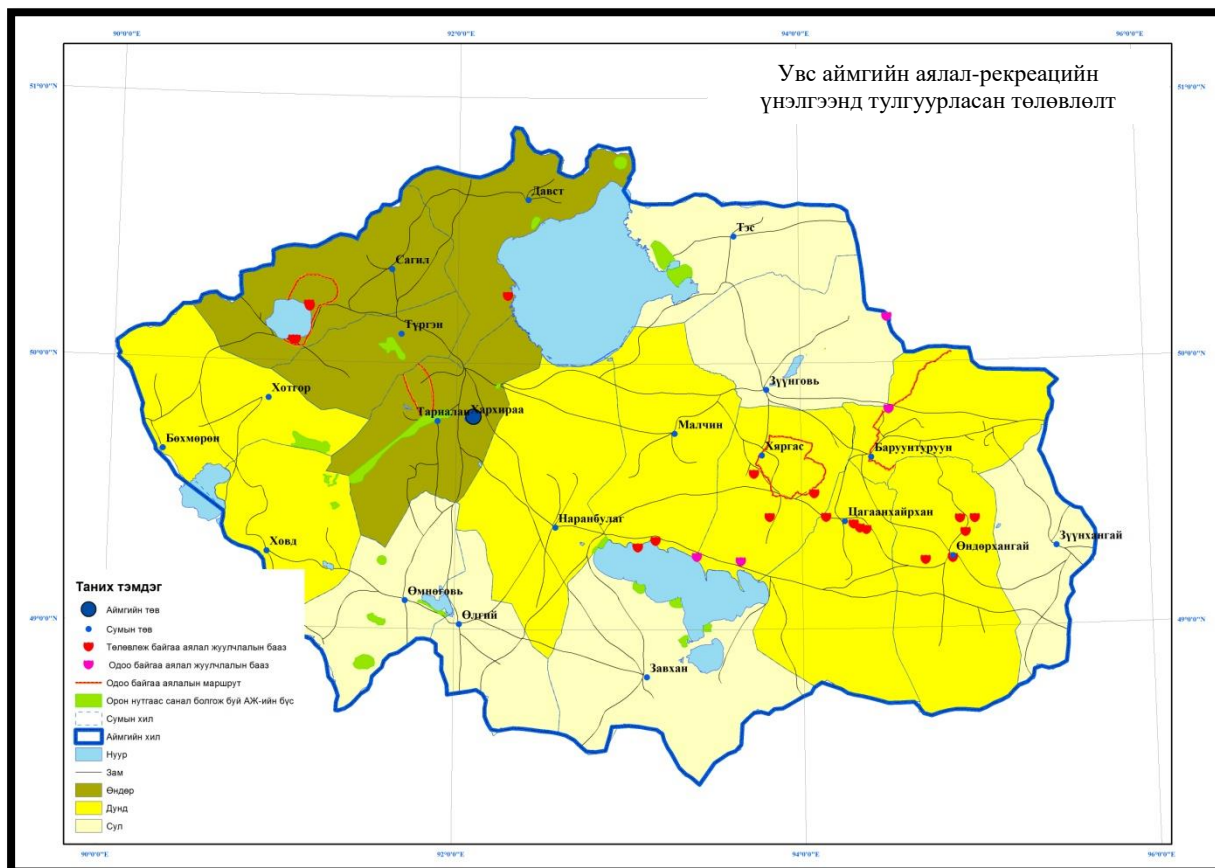 90°0'0"E 92°0'0"E 94°0'0"E 96°0'0"E
Увс аймгийн аялал-рекреацийн
үнэлгээнд тулгуурласан төлөвлөлт
51°0'0"N 51°0'0"N
Давст
Тэс
Сагил
Түргэн
50°0'0"N 50°0'0"N
Зүүнговь
Хотгор
Тариалан Хархираа
Малчин
Бөхмөрөн
Хяргас
Баруунтуруун
Наранбулаг
Цагаанхайрхан
Ховд
Өндөрхангай
Зүүнхангай
Өмнөговь
Өлгий
49°0'0"N 49°0'0"N
Завхан
Таних тэмдэг
Аймгийн төв
Сумын төв
Төлөвлөж байгаа аялал жуулчлалын бааз
Одоо байгаа аялал жуулчлалын бааз
Одоо байгаа аялалын маршрут
Орон нутгаас санал болгож буй АЖ-ийн бүс
Сумын хил
Аймгийн хил
Нуур
Зам
Өндөр
Дунд
Сул
90°0'0"E 92°0'0"E 94°0'0"E 96°0'0"E